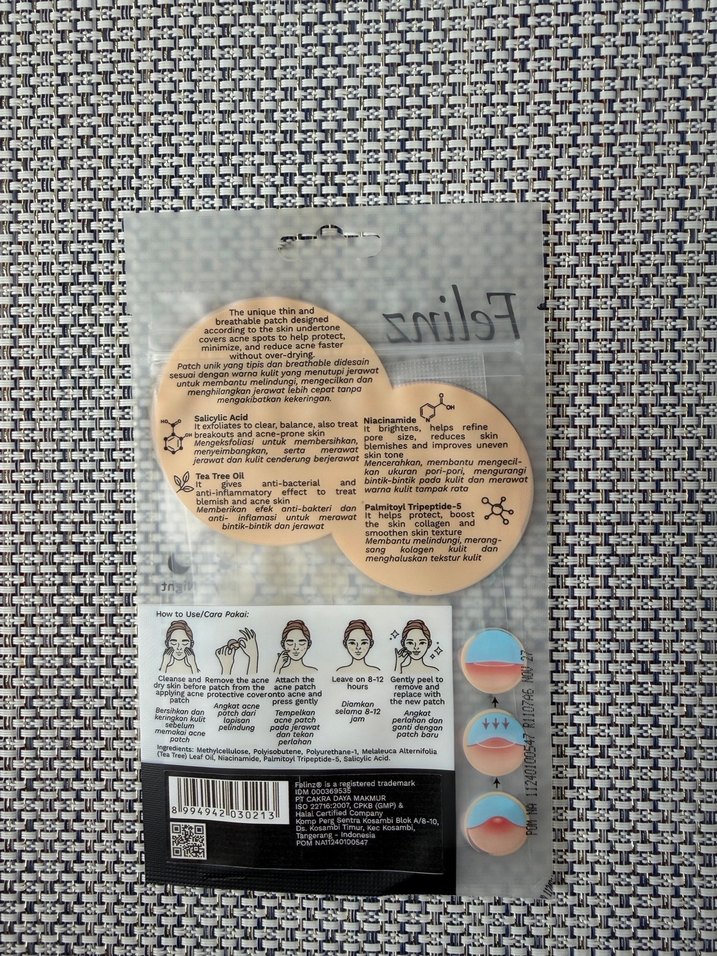 Felinz
The unique thin and
breathable patch designed
according to the skin undertone
covers acne spots to help protect,
minimize, and reduce acne faster
without over-drying.
Patch unik yang tipis dan breathable didesain
sesuai dengan warna kulit yang menutupi jerawat
untuk membantu melindungi, mengecilkan dan
menghilangkan jerawat lebih cepat tanpa
mengakibatkan kekeringan.
Salicylic Acid
It exfoliates to clear, balance, also treat
breakouts and acne-prone skin
Mengeksfoliasi untuk membersihkan,
menyeimbangkan, serta merawat
jerawat dan kulit cenderung berjerawat
HO
O
OH
Tea Tree Oil
It gives anti-bacterial and
anti-inflammatory effect to treat
blemish and acne skin
Memberikan efek anti-bakteri dan
anti- inflamasi untuk merawat
bintik-bintik dan jerawat
Niacinamide
O
OH
N
It brightens, helps refine
pore size, reduces skin
blemishes and improves uneven
skin tone
Mencerahkan, membantu mengecil-
kan ukuran pori-pori, mengurangi
bintik-bintik pada kulit dan merawat
warna kulit tampak rata
Palmitoyl Tripeptide-5
It helps protect, boost
the skin collagen and
smoothen skin texture
Membantu melindungi, merang-
sang kolagen kulit dan
menghaluskan tekstur kulit
Night
How to Use/Cara Pakai:
Cleanse and
dry skin before
applying acne
patch
Bersihkan dan
keringkan kulit
sebelum
memakai acne
patch
Remove the acne
patch from the
protective cover
Angkat acne
patch dari
lapisan
pelindung
Attach the
acne patch
onto acne and
press gently
Tempelkan
acne patch
pada jerawat
dan tekan
perlahan
Leave on 8-12
hours
Diamkan
selama 8-12
jam
Gently peel to
remove and
replace with
the new patch
Angkat
perlahan dan
ganti dengan
patch baru
Ingredients: Methylcellulose, Polyisobutene, Polyurethane-1, Melaleuca Alternifolia
(Tea Tree) Leaf Oil, Niacinamide, Palmitoyl Tripeptide-5, Salicylic Acid.
8 994942 030213
Felinz® is a registered trademark
IDM 000369535
PT CAKRA DAYA MAKMUR
ISO 22716:2007, CPKB (GMP) &
Halal Certified Company
Komp Perg Sentra Kosambi Blok A/8-10,
Ds. Kosambi Timur, Kec Kosambi,
Tangerang - Indonesia
POM NA11240100547
POM NA 11240100547 R1107A6 NOV 27